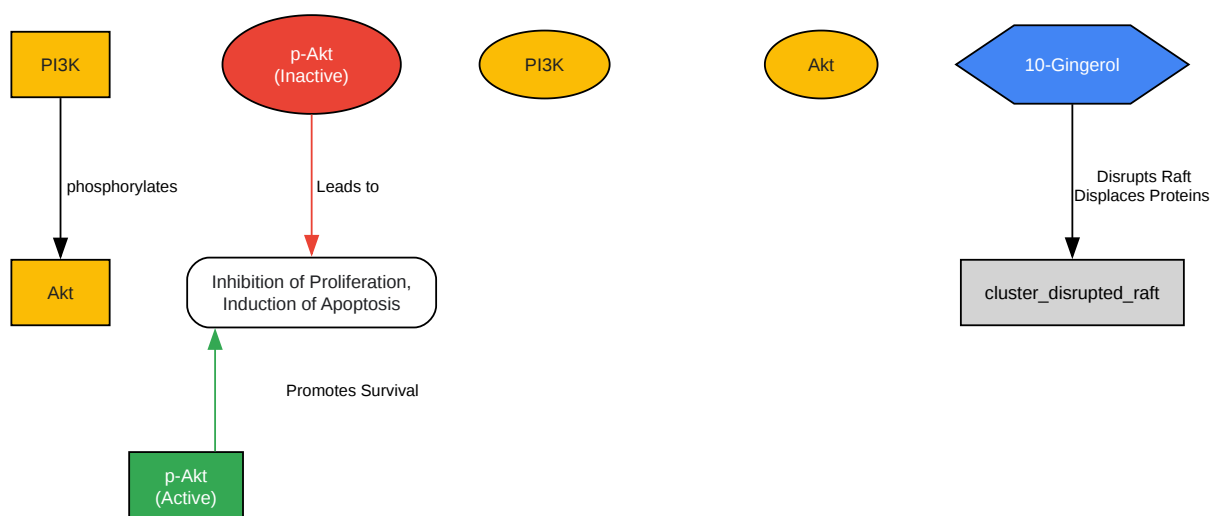 PI3K
p-Akt
(Inactive)
PI3K
Akt
10-Gingerol
phosphorylates
Leads to
Disrupts Raft
Displaces Proteins
Akt
Inhibition of Proliferation,
Induction of Apoptosis
cluster_disrupted_raft
Promotes Survival
p-Akt
(Active)